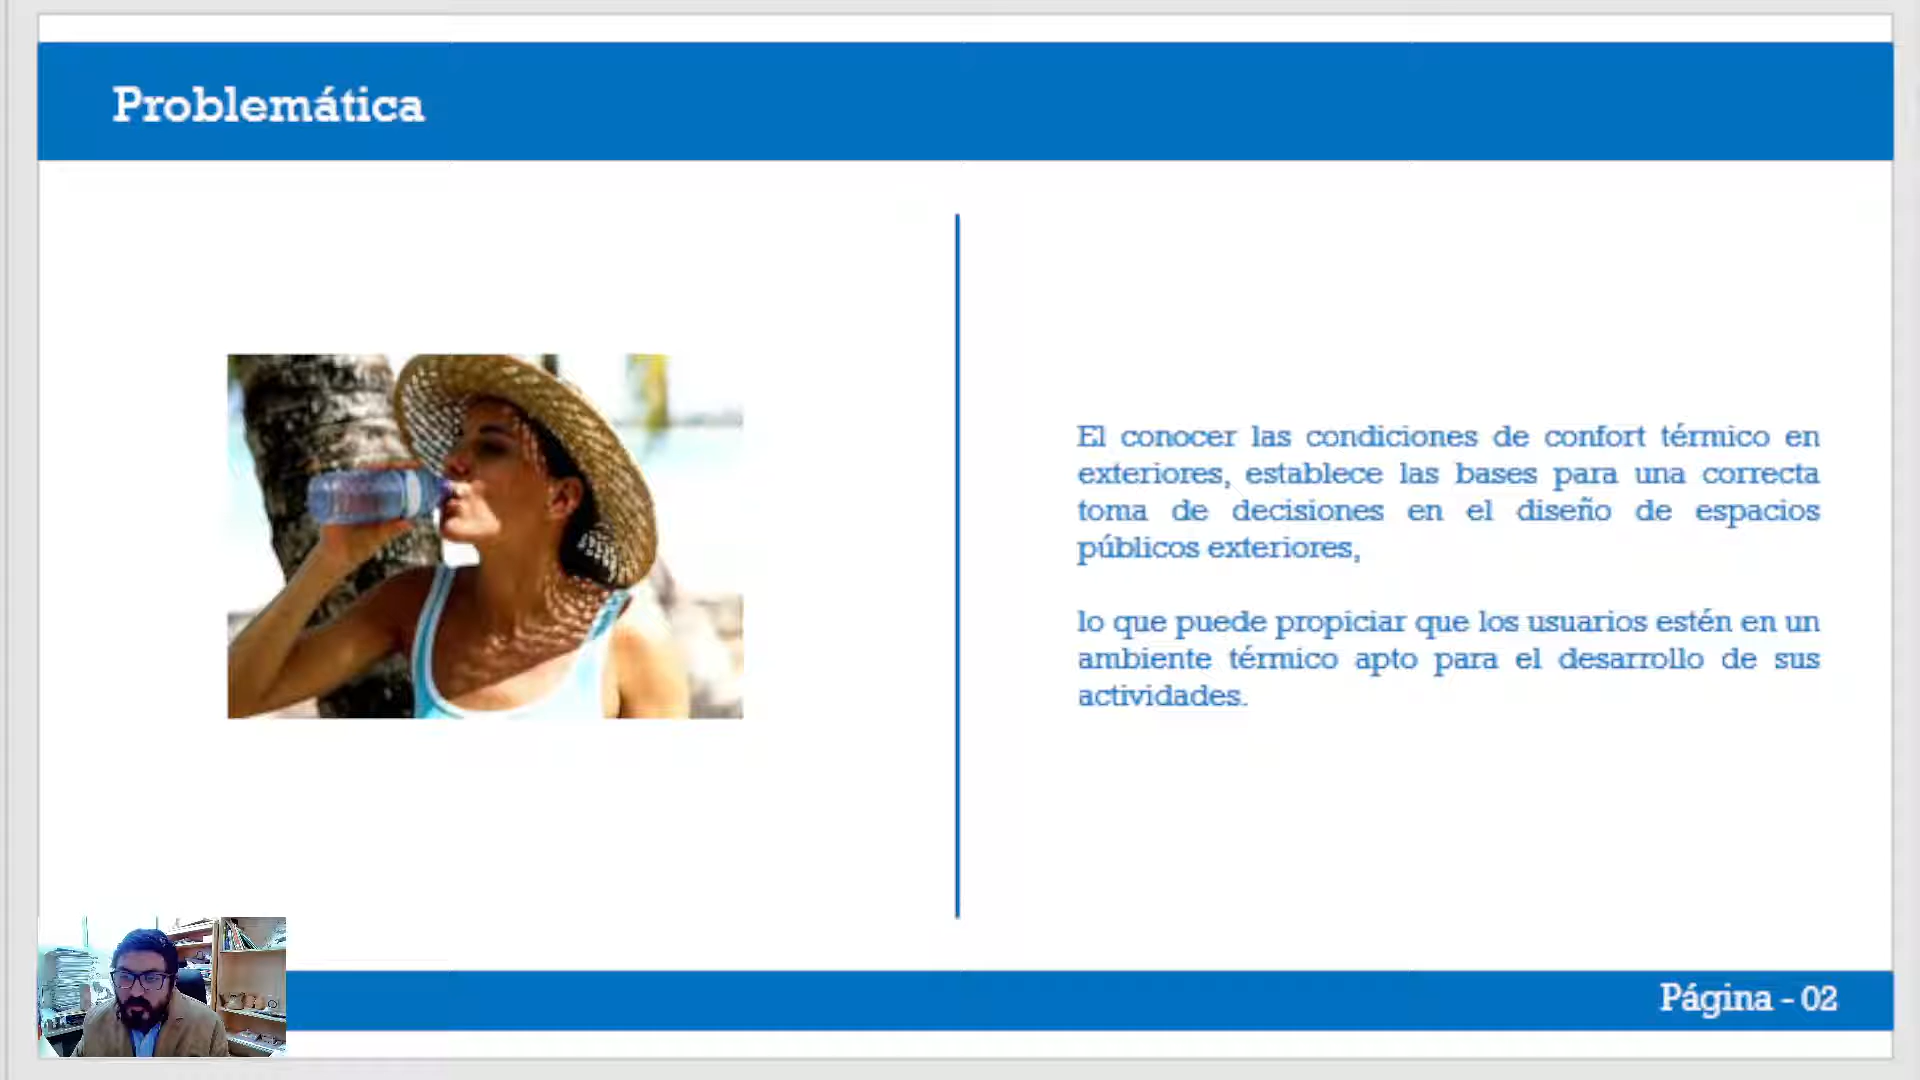 Problemática
El conocer las condiciones de confort térmico en
exteriores, establece las bases para una correcta
toma de decisiones en el diseño de espacios
públicos exteriores,
lo que puede propiciar que los usuarios estén en un
ambiente térmico apto para el desarrollo de sus
actividades.
Página - 02